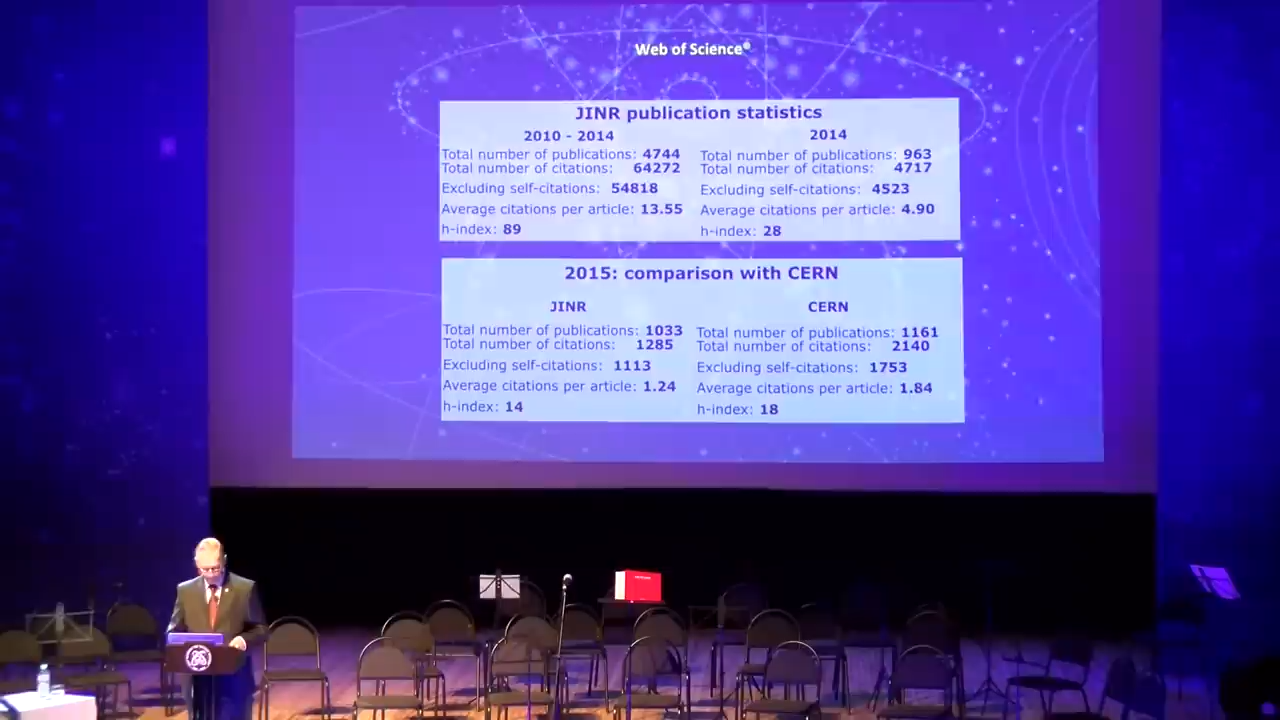 Web of Science®
JINR publication statistics
2010 - 2014
Total number of publications: 4744
Total number of citations: 64272
Excluding self-citations: 54818
Average citations per article: 13.55
h-index: 89
2014
Total number of publications: 963
Total number of citations: 4717
Excluding self-citations: 4523
Average citations per article: 4.90
h-index: 28
2015: comparison with CERN
JINR
Total number of publications: 1033
Total number of citations: 1285
Excluding self-citations: 1113
Average citations per article: 1.24
h-index: 14
CERN
Total number of publications: 1161
Total number of citations: 2140
Excluding self-citations: 1753
Average citations per article: 1.84
h-index: 18